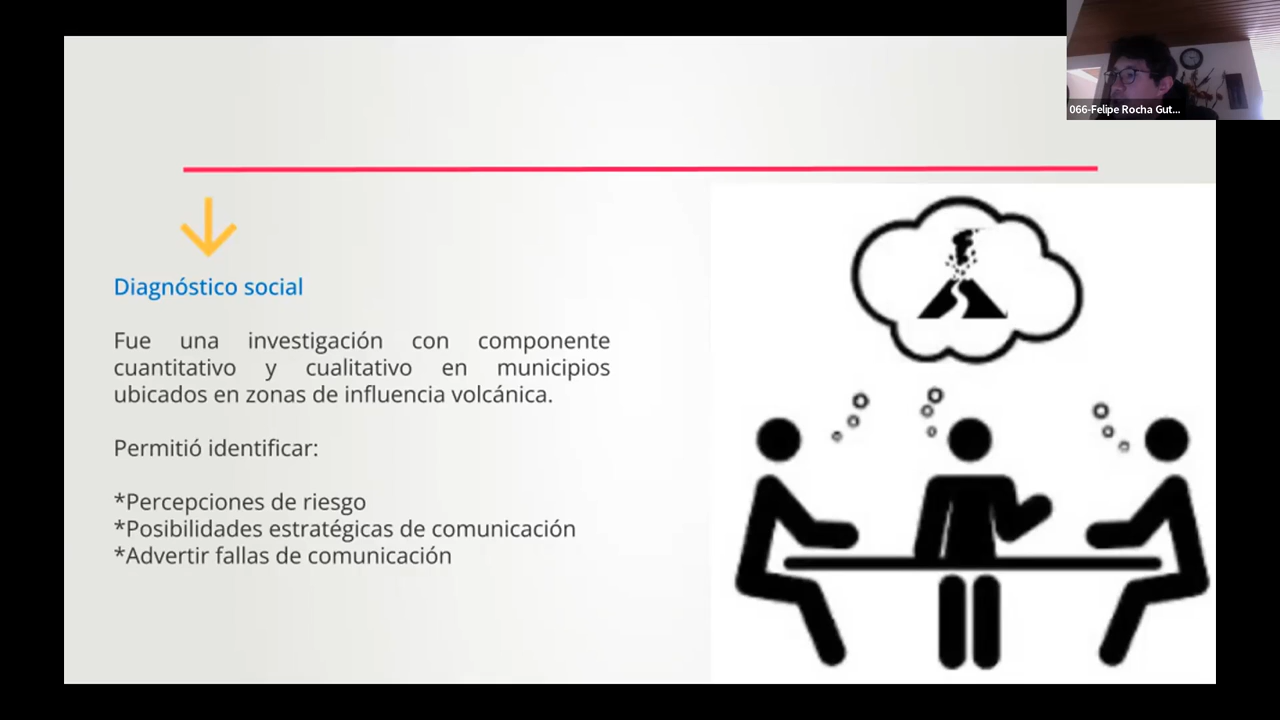 066-Felipe Rocha Gut...
Diagnóstico social
Fue una investigación con componente
cuantitativo y cualitativo en municipios
ubicados en zonas de influencia volcánica.
Permitió identificar:
*Percepciones de riesgo
*Posibilidades estratégicas de comunicación
*Advertir fallas de comunicación